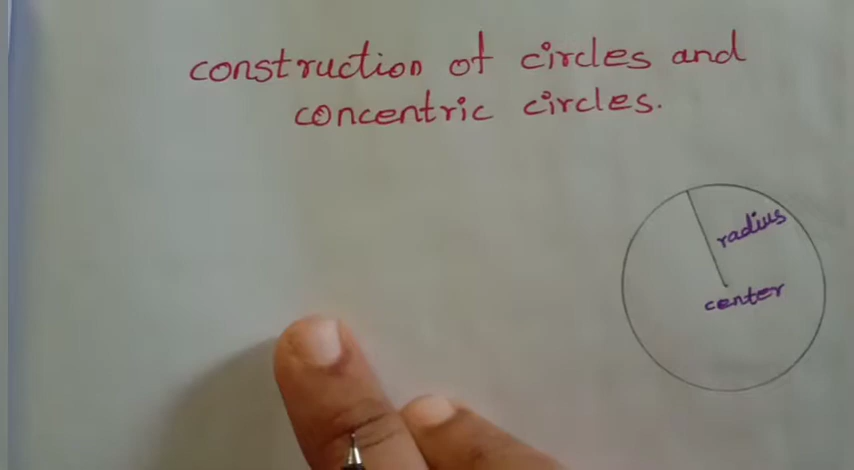 construction of circles and
concentric circles.
radius
center